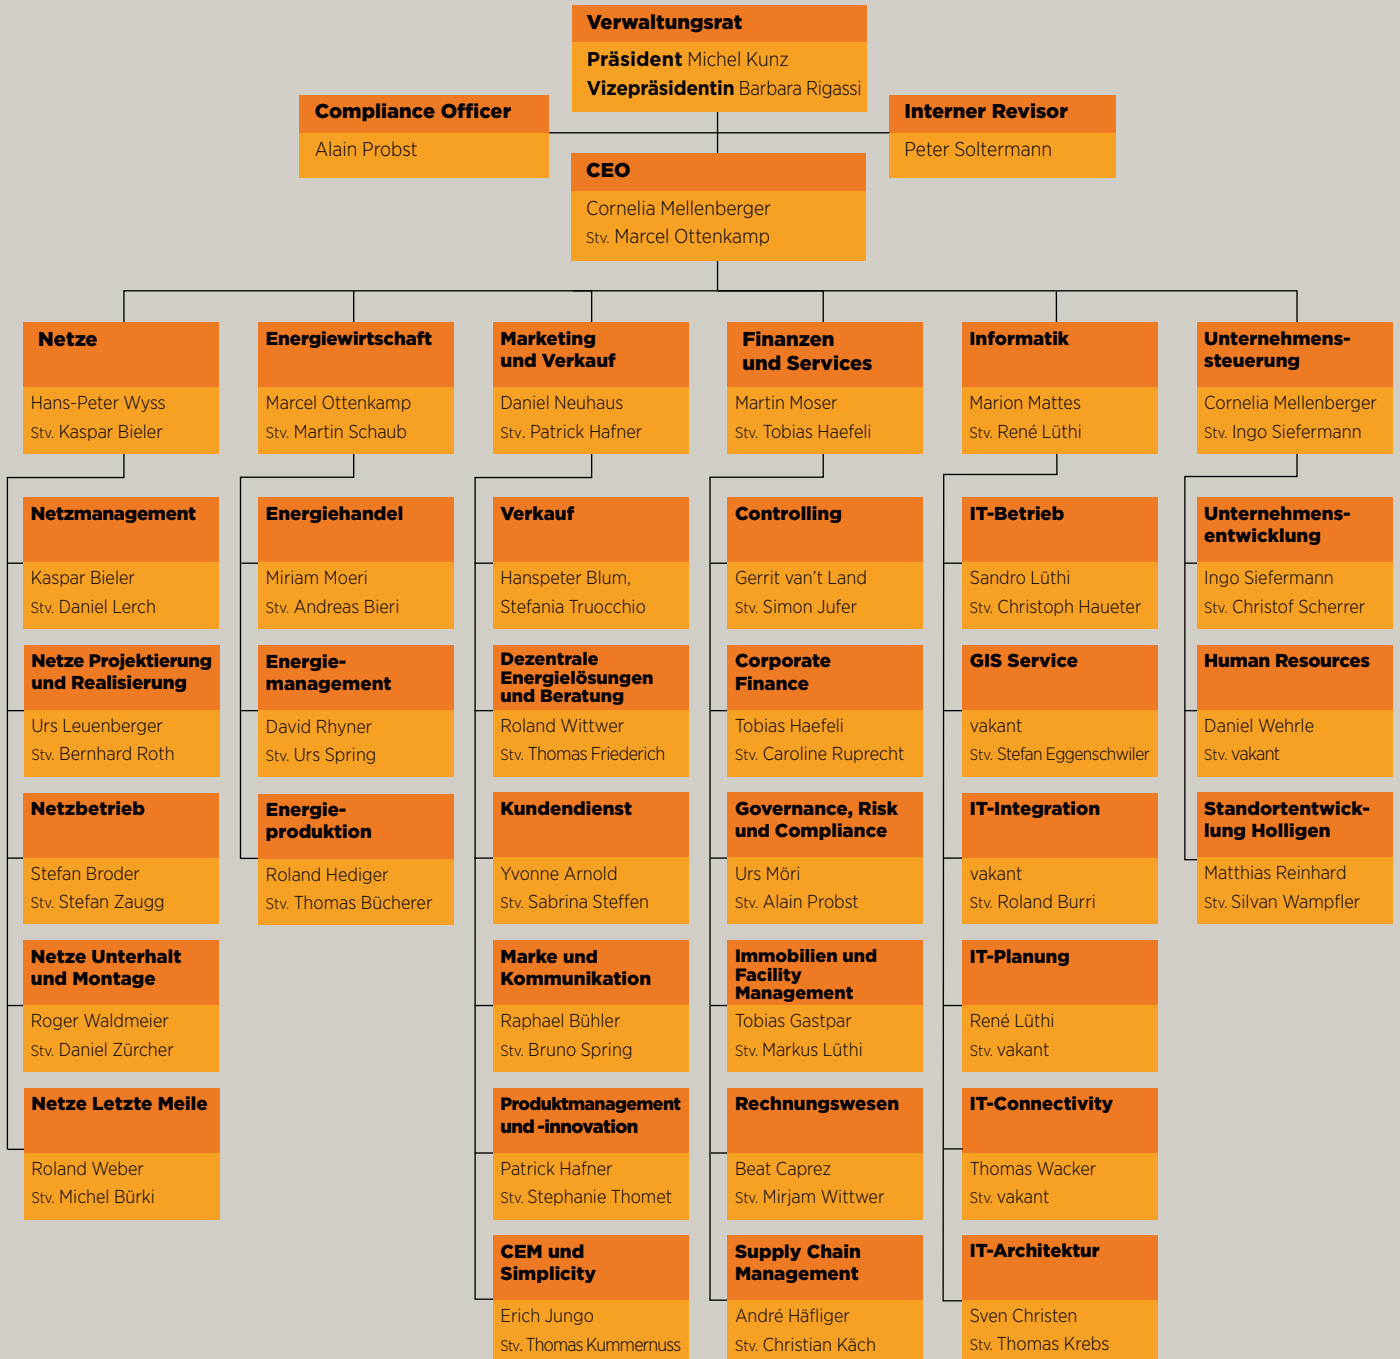 Verwaltungsrat
Präsident Michel Kunz
Vizepräsidentin Barbara Rigassi
Compliance Officer
Alain Probst
Interner Revisor
Peter Soltermann
CEO
Cornelia Mellenberger
Stv. Marcel Ottenkamp
Netze
Hans-Peter Wyss
Stv. Kaspar Bieler
Netzmanagement
Kaspar Bieler
Stv. Daniel Lerch
Netze Projektierung
und Realisierung
Urs Leuenberger
Stv. Bernhard Roth
Netzbetrieb
Stefan Broder
Stv. Stefan Zaugg
Netze Unterhalt
und Montage
Roger Waldmeier
Stv. Daniel Zürcher
Netze Letzte Meile
Roland Weber
Stv. Michel Bürki
Energiewirtschaft
Marcel Ottenkamp
Stv. Martin Schaub
Energiehandel
Miriam Moeri
Stv. Andreas Bieri
Energie-
management
David Rhyner
Stv. Urs Spring
Energie-
produktion
Roland Hediger
Stv. Thomas Bücherer
Marketing
und Verkauf
Daniel Neuhaus
Stv. Patrick Hafner
Verkauf
Hanspeter Blum,
Stefania Truocchio
Dezentrale
Energielösungen
und Beratung
Roland Wittwer
Stv. Thomas Friederich
Kundendienst
Yvonne Arnold
Stv. Sabrina Steffen
Marke und
Kommunikation
Raphael Bühler
Stv. Bruno Spring
Produktmanagement
und -innovation
Patrick Hafner
Stv. Stephanie Thomet
CEM und
Simplicity
Erich Jungo
Stv. Thomas Kummernuss
Finanzen
und Services
Martin Moser
Stv. Tobias Haefeli
Controlling
Gerrit van't Land
Stv. Simon Jufer
Corporate
Finance
Tobias Haefeli
Stv. Caroline Ruprecht
Governance, Risk
und Compliance
Urs Möri
Stv. Alain Probst
Immobilien und
Facility
Management
Tobias Gastpar
Stv. Markus Lüthi
Rechnungswesen
Beat Caprez
Stv. Mirjam Wittwer
Supply Chain
Management
André Häfliger
Stv. Christian Käch
Informatik
Marion Mattes
Stv. René Lüthi
IT-Betrieb
Sandro Lüthi
Stv. Christoph Haueter
GIS Service
vakant
Stv. Stefan Eggenschwiler
IT-Integration
vakant
Stv. Roland Burri
IT-Planung
René Lüthi
Stv. vakant
IT-Connectivity
Thomas Wacker
Stv. vakant
IT-Architektur
Sven Christen
Stv. Thomas Krebs
Unternehmens-
steuerung
Cornelia Mellenberger
Stv. Ingo Siefermann
Unternehmens-
entwicklung
Ingo Siefermann
Stv. Christof Scherrer
Human Resources
Daniel Wehrle
Stv. vakant
Standortentwick-
lung Holligen
Matthias Reinhard
Stv. Silvan Wampfler